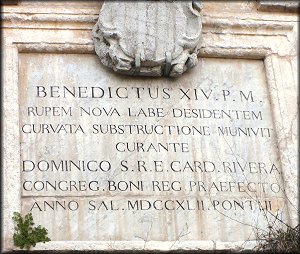 BENEDICTUS XIV. P. M.
RUPEM NOVA LABE DESIDENTEM
CURVATA SUBSTRUCTIONE MUNIVIT
CURANTE
DOMINICO S. R. E. CARD. RIVERA
CONGREG. BONI REG. PRAEFECTO
ANNO SAL. MDCCXLII. PONT. II.